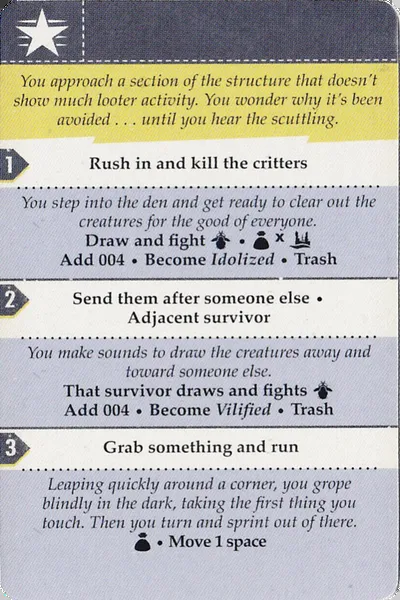 You approach a section of the structure that doesn't
show much looter activity. You wonder why it's been
avoided . . . until you hear the scuttling.
1
Rush in and kill the critters
You step into the den and get ready to clear out the
creatures for the good of everyone.
Draw and fight • x
Add 004 • Become Idolized • Trash
2
Send them after someone else •
Adjacent survivor
You make sounds to draw the creatures away and
toward someone else.
That survivor draws and fights
Add 004 • Become Vilified • Trash
3
Grab something and run
Leaping quickly around a corner, you grope
blindly in the dark, taking the first thing you
touch. Then you turn and sprint out of there.
• Move 1 space